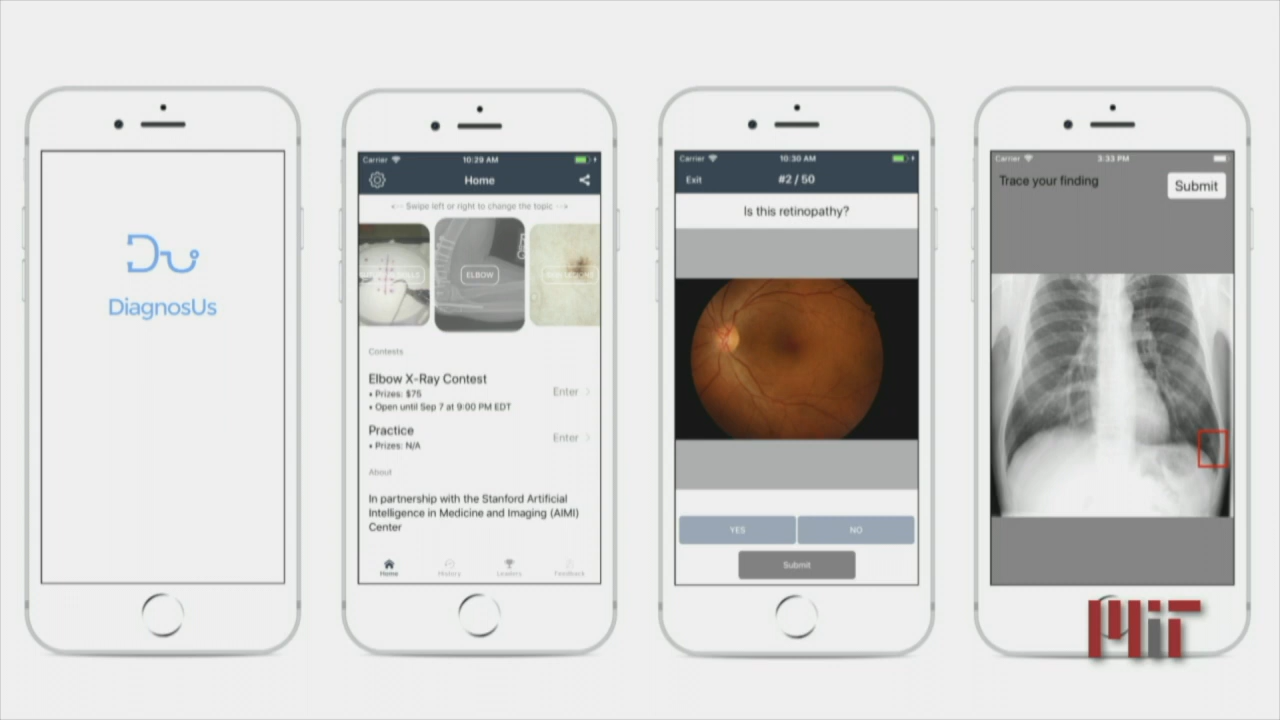 Du
DiagnosUs
Carrier
10:29 AM
Home
<-- Swipe left or right to change the topic -->
ELBOW
Contests
Elbow X-Ray Contest
• Prizes: $75
• Open until Sep 7 at 9:00 PM EDT
Enter
Practice
• Prizes: N/A
Enter
About
In partnership with the Stanford Artificial
Intelligence in Medicine and Imaging (AIMI)
Center
Home
History
Leaders
Feedback
Carrier
10:30 AM
Exit
#2 / 50
Is this retinopathy?
YES
NO
Submit
Carrier
3:33 PM
Trace your finding
Submit
MIT